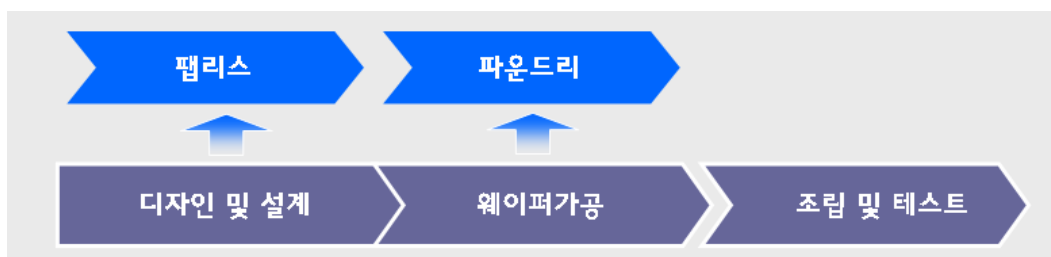 팹리스
파운드리
디자인 및 설계
웨이퍼가공
조립 및 테스트